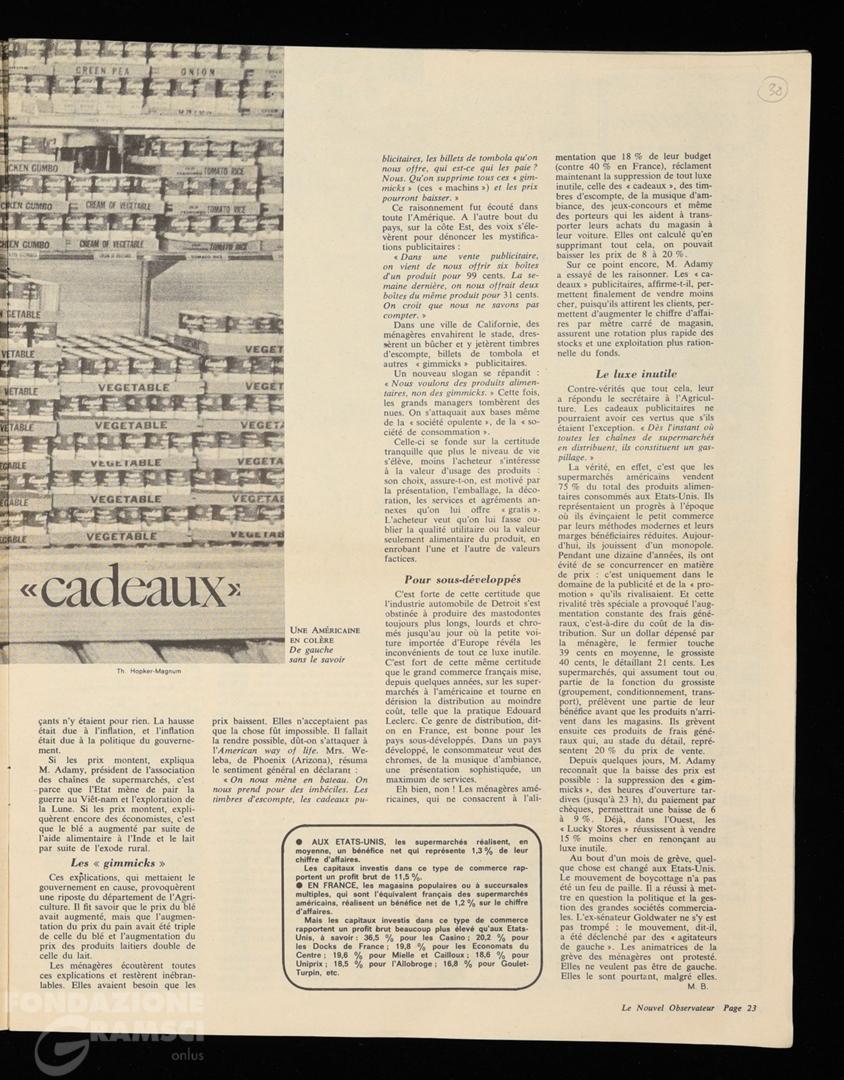 30
GREEN PEA
ONION
CKEN GUMBO
TOMATO RICE
CKEN GUMBO
CREAM OF VEGETABLE
TOMATO RICE
CKEN GUMBO
CREAM OF VEGETABLE
GETABLE
VEGET
VETABLE
VEGETABLE
VEGET
VETABLE
VEGETABLE
VEGETA
VEGETABLE
VEGETA
VEGETABLE
VEGETA
VEGETABLE
«cadeaux»
Th. Hopker-Magnum
UNE AMÉRICAINE
EN COLÈRE
De gauche
sans le savoir
çants n'y étaient pour rien. La hausse
était due à l'inflation, et l'inflation
était due à la politique du gouverne-
ment.
Si les prix montent, expliqua
M. Adamy, président de l'association
des chaînes de supermarchés, c'est
parce que l'Etat mène de pair la
guerre au Viêt-nam et l'exploration de
la Lune. Si les prix montent, expli-
quèrent encore des économistes, c'est
que le blé a augmenté par suite de
l'aide alimentaire à l'Inde et le lait
par suite de l'exode rural.
Les « gimmicks »
Ces explications, qui mettaient le
gouvernement en cause, provoquèrent
une riposte du département de l'Agri-
culture. Il fit savoir que le prix du blé
avait augmenté, mais que l'augmen-
tation du prix du pain avait été triple
de celle du blé et l'augmentation du
prix des produits laitiers double de
celle du lait.
Les ménagères écoutèrent toutes
ces explications et restèrent inébran-
lables. Elles avaient besoin que les
prix baissent. Elles n'acceptaient pas
que la chose fût impossible. Il fallait
la rendre possible, dût-on s'attaquer à
l'American way of life. Mrs. We-
leba, de Phoenix (Arizona), résuma
le sentiment général en déclarant :
« On nous mène en bateau. On
nous prend pour des imbéciles. Les
timbres d'escompte, les cadeaux pu-
blicitaires, les billets de tombola qu'on
nous offre, qui est-ce qui les paie ?
Nous. Qu'on supprime tous ces « gim-
micks » (ces « machins ») et les prix
pourront baisser. »
Ce raisonnement fut écouté dans
toute l'Amérique. A l'autre bout du
pays, sur la côte Est, des voix s'éle-
vèrent pour dénoncer les mystifica-
tions publicitaires :
« Dans une vente publicitaire,
on vient de nous offrir six boîtes
d'un produit pour 99 cents. La se-
maine dernière, on nous offrait deux
boîtes du même produit pour 31 cents.
On croit que nous ne savons pas
compter. »
Dans une ville de Californie, des
ménagères envahirent le stade, dres-
sèrent un bûcher et y jetèrent timbres
d'escompte, billets de tombola et
autres « gimmicks » publicitaires.
Un nouveau slogan se répandit :
« Nous voulons des produits alimen-
taires, non des gimmicks. » Cette fois,
les grands managers tombèrent des
nues. On s'attaquait aux bases même
de la « société opulente », de la « so-
ciété de consommation ».
Celle-ci se fonde sur la certitude
tranquille que plus le niveau de vie
s'élève, moins l'acheteur s'intéresse
à la valeur d'usage des produits :
son choix, assure-t-on, est motivé par
la présentation, l'emballage, la déco-
ration, les services et agréments an-
nexes qu'on lui offre « gratis ».
L'acheteur veut qu'on lui fasse ou-
blier la qualité utilitaire ou la valeur
seulement alimentaire du produit, en
enrobant l'une et l'autre de valeurs
factices.
Pour sous-développés
C'est forte de cette certitude que
l'industrie automobile de Detroit s'est
obstinée à produire des mastodontes
toujours plus longs, lourds et chro-
més jusqu'au jour où la petite voi-
ture importée d'Europe révéla les
inconvénients de tout ce luxe inutile.
C'est fort de cette même certitude
que le grand commerce français mise,
depuis quelques années, sur les super-
marchés à l'américaine et tourne en
dérision la distribution au moindre
coût, telle que la pratique Edouard
Leclerc. Ce genre de distribution, dit-
on en France, est bonne pour les
pays sous-développés. Dans un pays
développé, le consommateur veut des
chromes, de la musique d'ambiance,
une présentation sophistiquée, un
maximum de services.
Eh bien, non ! Les ménagères amé-
ricaines, qui ne consacrent à l'ali-
mentation que 18 % de leur budget
(contre 40 % en France), réclament
maintenant la suppression de tout luxe
inutile, celle des « cadeaux », des tim-
bres d'escompte, de la musique d'am-
biance, des jeux-concours et même
des porteurs qui les aident à trans-
porter leurs achats du magasin à
leur voiture. Elles ont calculé qu'en
supprimant tout cela, on pouvait
baisser les prix de 8 à 20 %.
Sur ce point encore, M. Adamy
a essayé de les raisonner. Les « ca-
deaux » publicitaires, affirme-t-il, per-
mettent finalement de vendre moins
cher, puisqu'ils attirent les clients, per-
mettent d'augmenter le chiffre d'affai-
res par mètre carré de magasin,
assurent une rotation plus rapide des
stocks et une exploitation plus ration-
nelle du fonds.
Le luxe inutile
Contre-vérités que tout cela, leur
a répondu le secrétaire à l'Agricul-
ture. Les cadeaux publicitaires ne
pourraient avoir ces vertus que s'ils
étaient l'exception. « Dès l'instant où
toutes les chaînes de supermarchés
en distribuent, ils constituent un gas-
pillage. »
La vérité, en effet, c'est que les
supermarchés américains vendent
75 % du total des produits alimen-
taires consommés aux Etats-Unis. Ils
représentaient un progrès à l'époque
où ils évinçaient le petit commerce
par leurs méthodes modernes et leurs
marges bénéficiaires réduites. Aujour-
d'hui, ils jouissent d'un monopole.
Pendant une dizaine d'années, ils ont
évité de se concurrencer en matière
de prix : c'est uniquement dans le
domaine de la publicité et de la « pro-
motion » qu'ils rivalisaient. Et cette
rivalité très spéciale a provoqué l'aug-
mentation constante des frais géné-
raux, c'est-à-dire du coût de la dis-
tribution. Sur un dollar dépensé par
la ménagère, le fermier touche
39 cents en moyenne, le grossiste
40 cents, le détaillant 21 cents. Les
supermarchés, qui assument tout ou
partie de la fonction du grossiste
(groupement, conditionnement, trans-
port), prélèvent une partie de leur
bénéfice avant que les produits n'arri-
vent dans les magasins. Ils grèvent
ensuite ces produits de frais géné-
raux qui, au stade du détail, repré-
sentent 20 % du prix de vente.
Depuis quelques jours, M. Adamy
reconnaît que la baisse des prix est
possible : la suppression des « gim-
micks », des heures d'ouverture tar-
dives (jusqu'à 23 h), du paiement par
chèques, permettrait une baisse de 6
à 9 %. Déjà, dans l'Ouest, les
« Lucky Stores » réussissent à vendre
15 % moins cher en renonçant au
luxe inutile.
Au bout d'un mois de grève, quel-
que chose est changé aux Etats-Unis.
Le mouvement de boycottage n'a pas
été un feu de paille. Il a réussi à met-
tre en question la politique et la ges-
tion des grandes sociétés commercia-
les. L'ex-sénateur Goldwater ne s'y est
pas trompé : le mouvement, dit-il,
a été déclenché par des « agitateurs
de gauche ». Les animatrices de la
grève des ménagères ont protesté.
Elles ne veulent pas être de gauche.
Elles le sont pourtant, malgré elles.
M. B.
● AUX ETATS-UNIS, les supermarchés réalisent, en
moyenne, un bénéfice net qui représente 1,3 % de leur
chiffre d'affaires.
Les capitaux investis dans ce type de commerce rap-
portent un profit brut de 11,5 %.
● EN FRANCE, les magasins populaires ou à succursales
multiples, qui sont l'équivalent français des supermarchés
américains, réalisent un bénéfice net de 1,2 % sur le chiffre
d'affaires.
Mais les capitaux investis dans ce type de commerce
rapportent un profit brut beaucoup plus élevé qu'aux Etats-
Unis, à savoir : 36,5 % pour les Casino ; 20,2 % pour
les Docks de France ; 19,8 % pour les Economats du
Centre ; 19,6 % pour Mielle et Cailloux ; 18,6 % pour
Uniprix ; 18,5 % pour l'Allobroge ; 16,8 % pour Goulet-
Turpin, etc.
Le Nouvel Observateur Page 23
FONDAZIONE
GRAMSCI
onlus